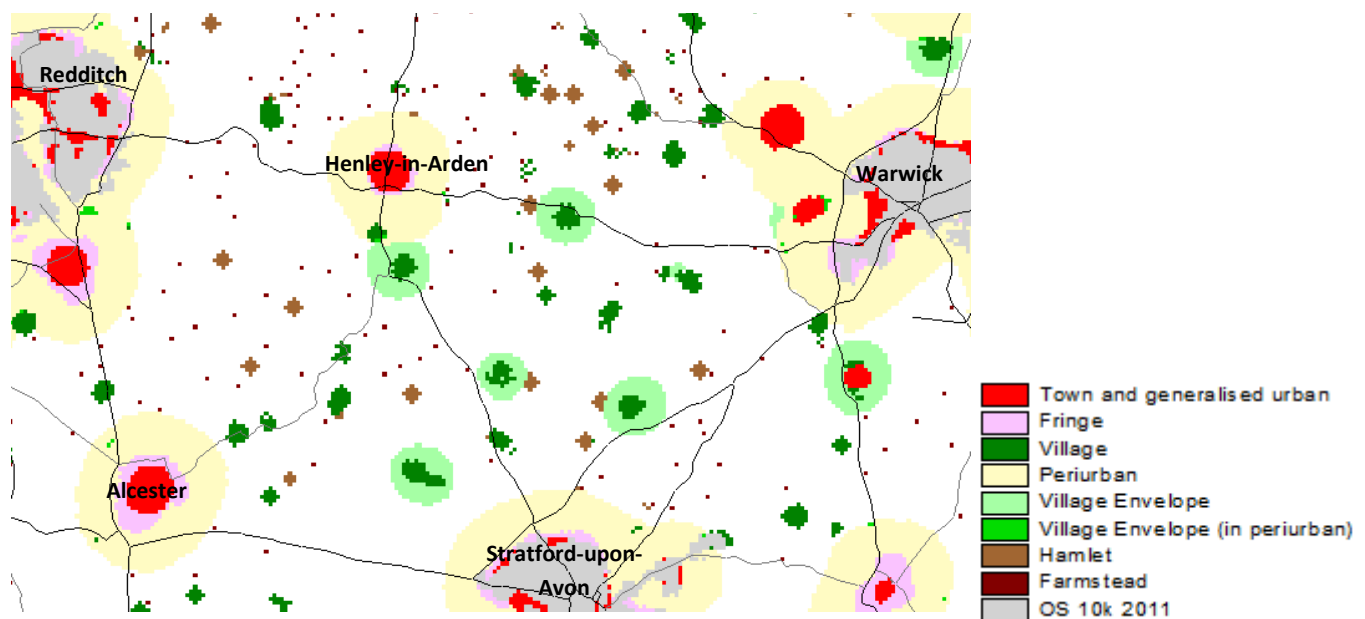 Redditch
Henley-in-Arden
Warwick
Alcester
Stratford-upon-
Avon
Town and generalised urban
Fringe
Village
Periurban
Village Envelope
Village Envelope (in periurban)
Hamlet
Farmstead
OS 10k 2011